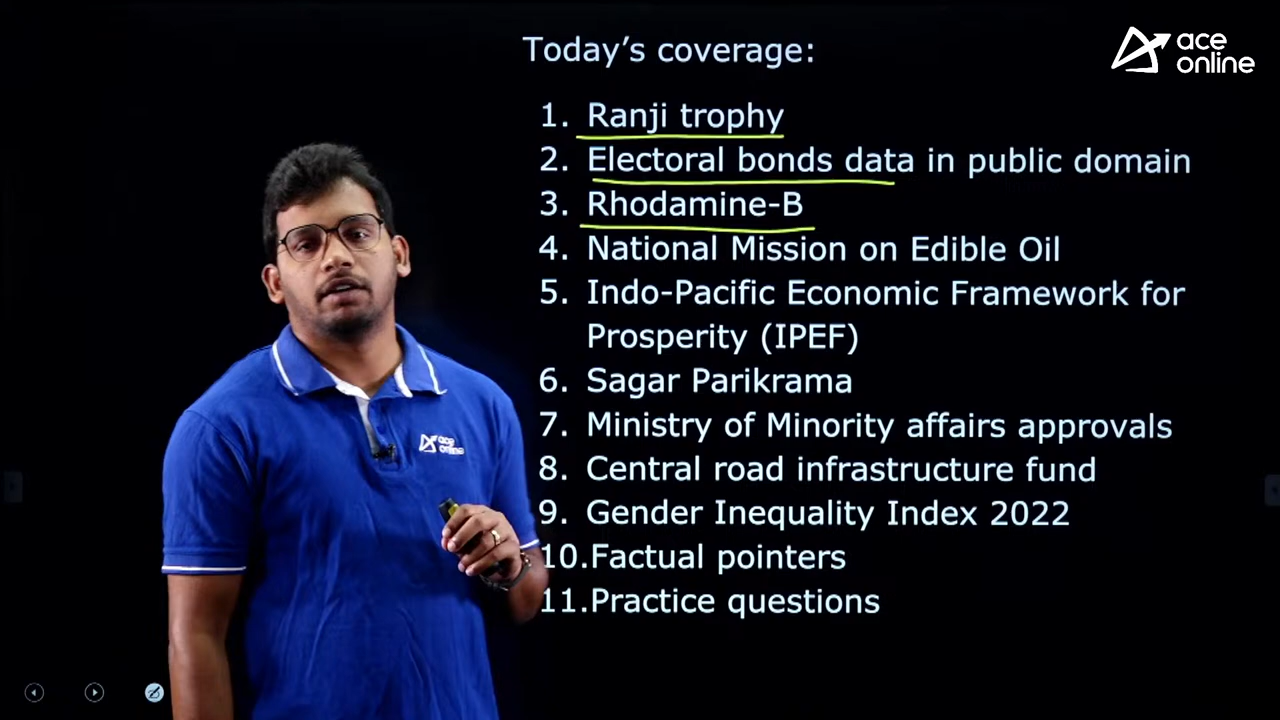 Today's coverage:
ace
online
1. Ranji trophy
2. Electoral bonds data in public domain
3. Rhodamine-B
4. National Mission on Edible Oil
5. Indo-Pacific Economic Framework for
Prosperity (IPEF)
6. Sagar Parikrama
7. Ministry of Minority affairs approvals
ace
online
8. Central road infrastructure fund
9. Gender Inequality Index 2022
10.Factual pointers
11.Practice questions